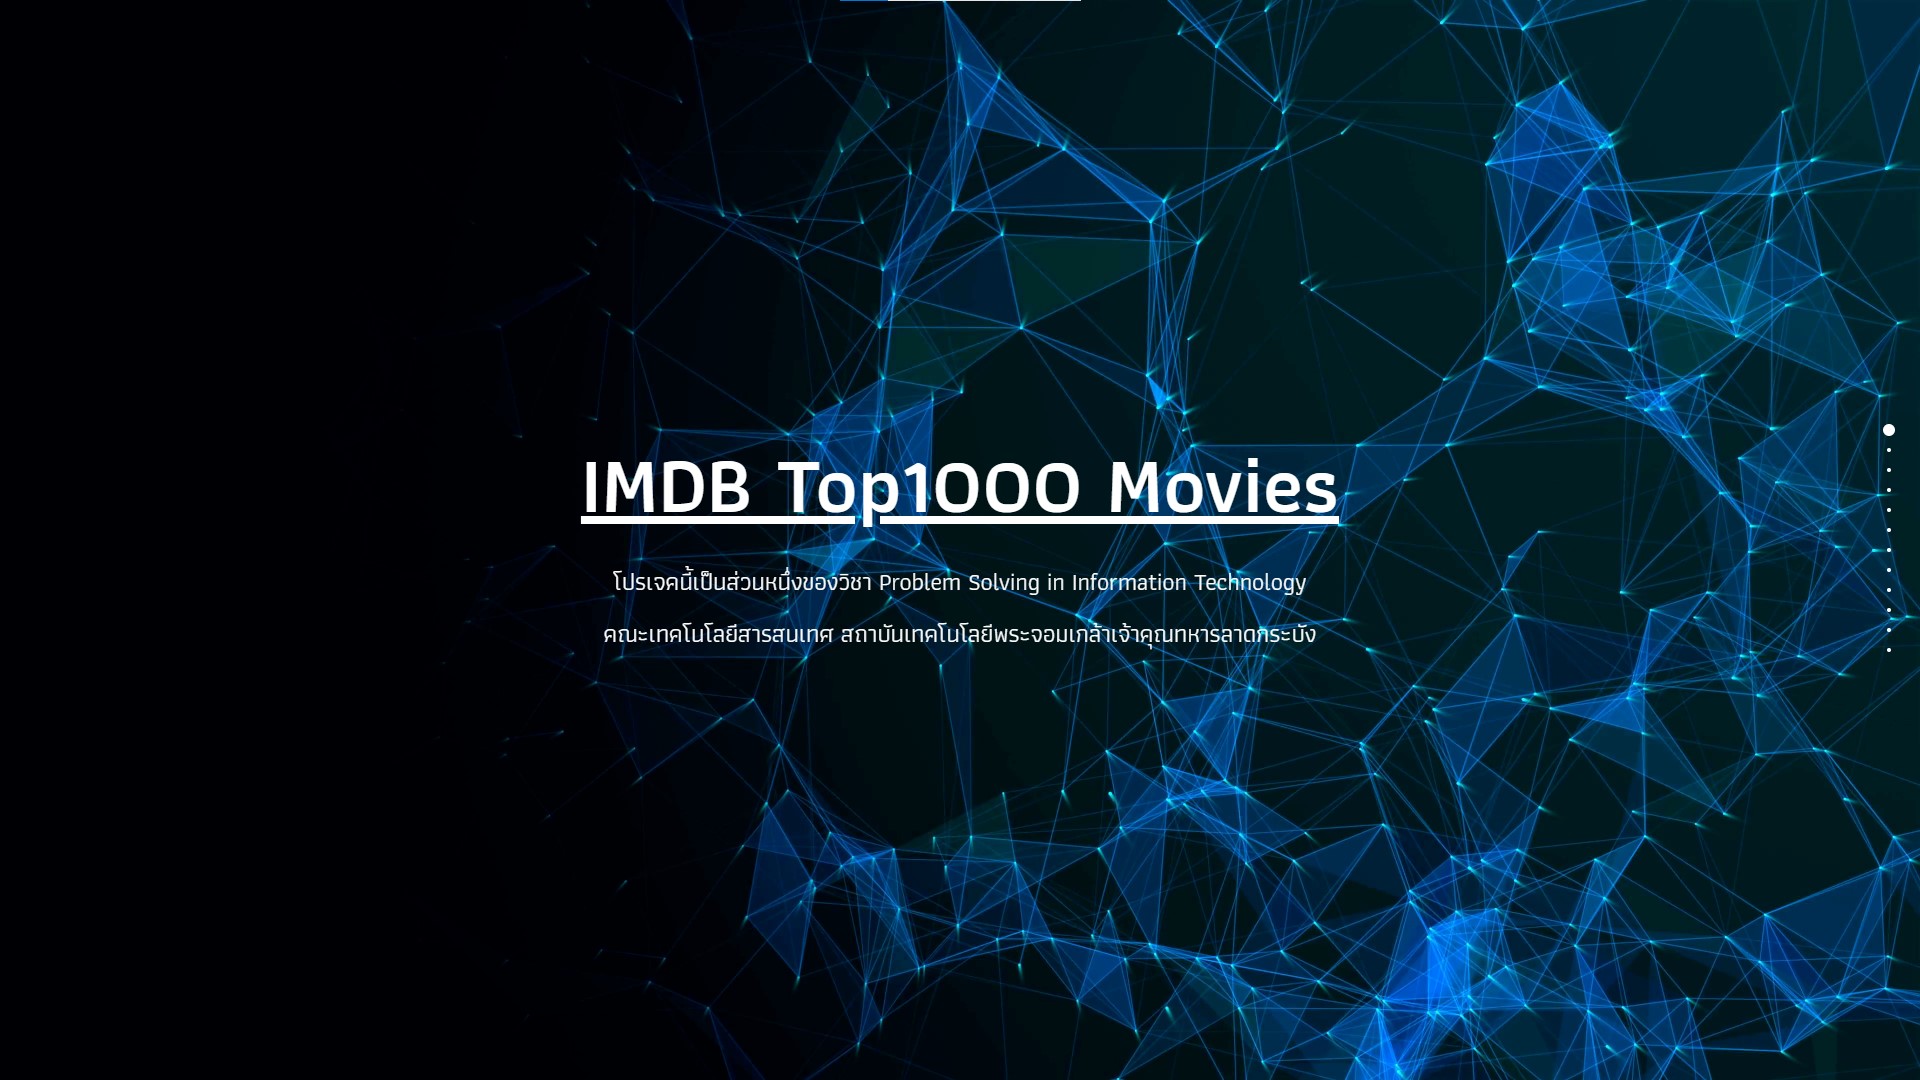 IMDB Top1000 Movies
โปรเจคนี้เป็นส่วนหนึ่งของวิชา Problem Solving in Information Technology
คณะเทคโนโลยีสารสนเทศ สถาบันเทคโนโลยีพระจอมเกล้าเจ้าคุณทหารลาดกระบัง